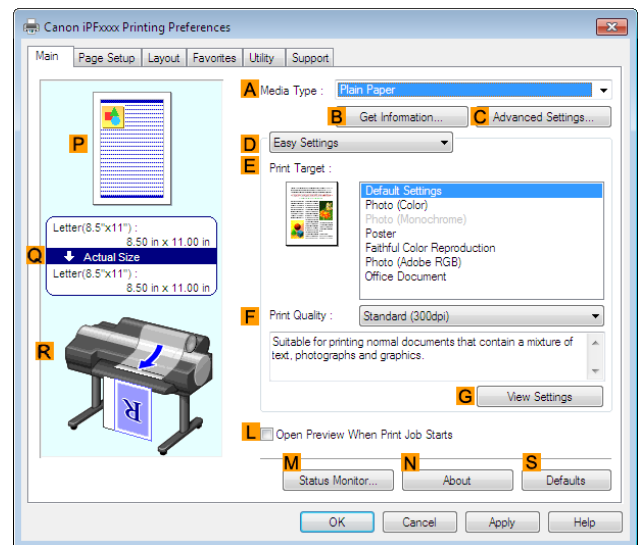 Canon iPFxxxx Printing Preferences
Main Page Setup Layout Favorites Utility Support
A Media Type : Plain Paper
B Get Information... C Advanced Settings...
P
D Easy Settings
E Print Target :
Default Settings
Photo (Color)
Photo (Monochrome)
Poster
Faithful Color Reproduction
Photo (Adobe RGB)
Office Document
Letter(8.5"x11") :
8.50 in x 11.00 in
Q Actual Size
Letter(8.5"x11") :
8.50 in x 11.00 in
F Print Quality : Standard (300dpi)
Suitable for printing normal documents that contain a mixture of
text, photographs and graphics.
R
R
G View Settings
L Open Preview When Print Job Starts
M N S
Status Monitor... About Defaults
OK Cancel Apply Help